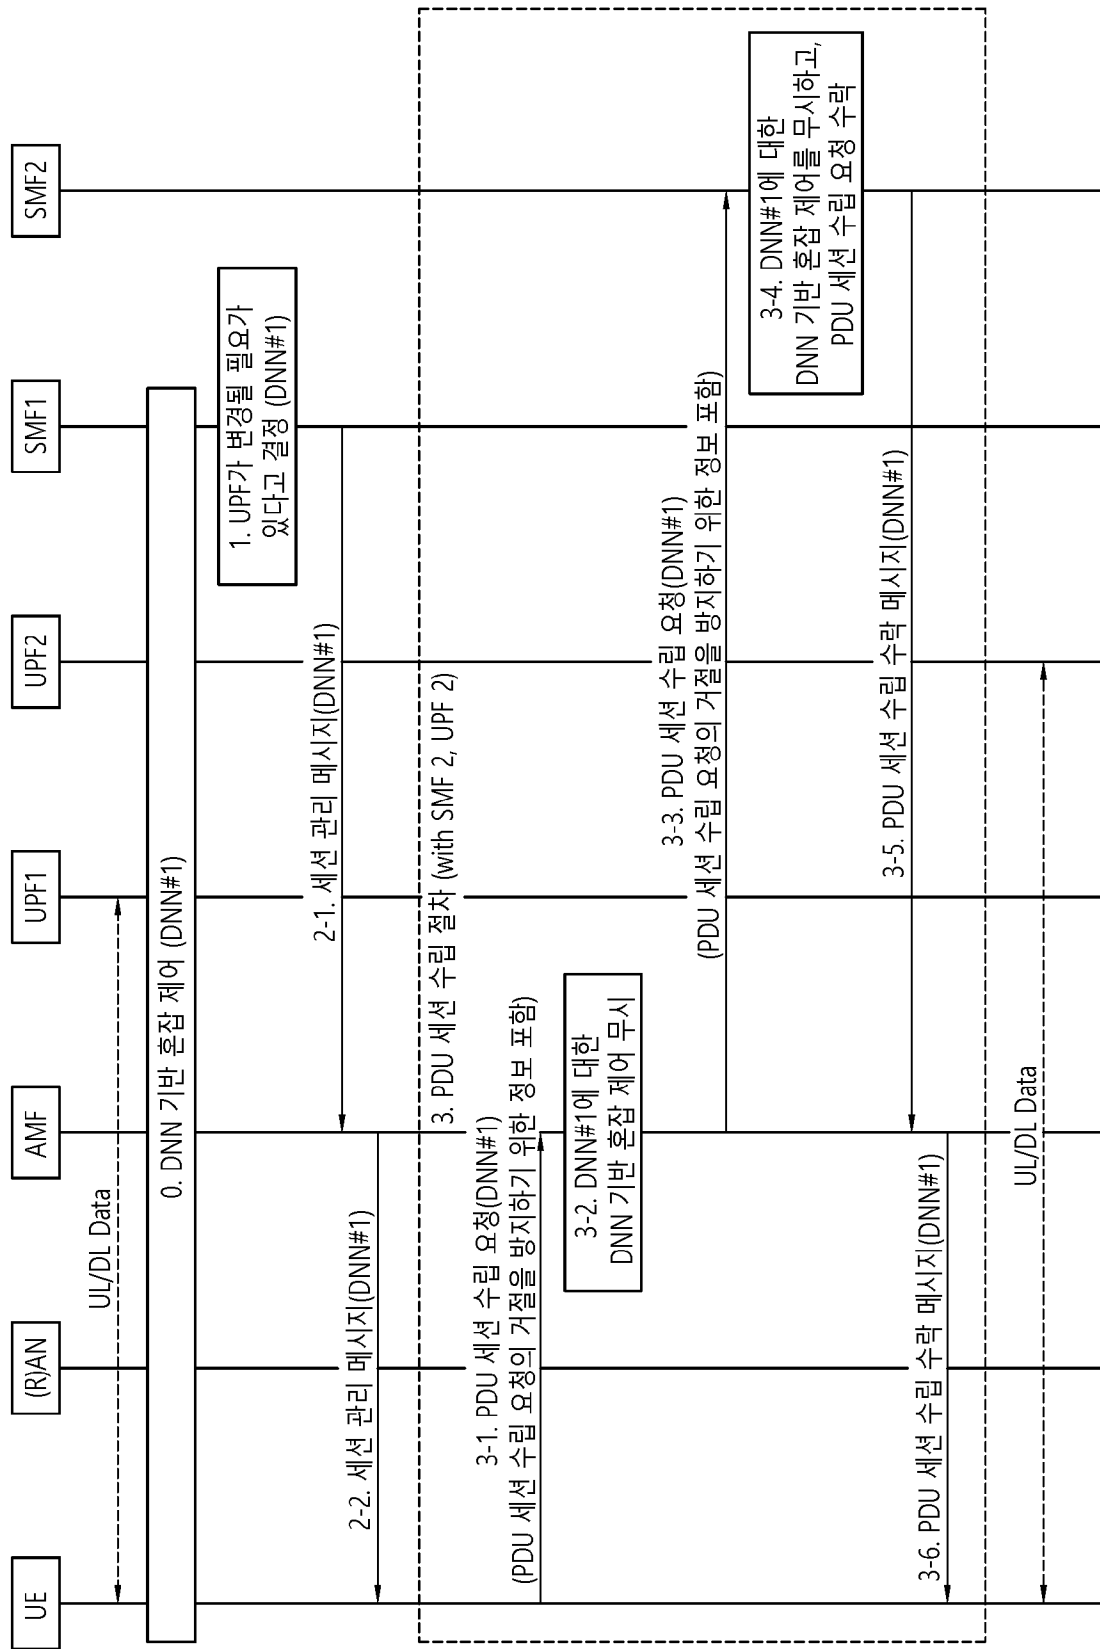 UE
(R)AN
AMF
UPF1
UPF2
SMF1
SMF2
UL/DL Data
0. DNN 기반 혼잡 제어 (DNN#1)
1. UPF가 변경될 필요가
있다고 결정 (DNN#1)
2-1. 세션 관리 메시지(DNN#1)
2-2. 세션 관리 메시지(DNN#1)
3. PDU 세션 수립 절차 (with SMF 2, UPF 2)
3-1. PDU 세션 수립 요청(DNN#1)
(PDU 세션 수립 요청의 거절을 방지하기 위한 정보 포함)
3-2. DNN#1에 대한
DNN 기반 혼잡 제어 무시
3-3. PDU 세션 수립 요청(DNN#1)
(PDU 세션 수립 요청의 거절을 방지하기 위한 정보 포함)
3-4. DNN#1에 대한
DNN 기반 혼잡 제어를 무시하고,
PDU 세션 수립 요청 수락
3-5. PDU 세션 수립 수락 메시지(DNN#1)
3-6. PDU 세션 수립 수락 메시지(DNN#1)
UL/DL Data